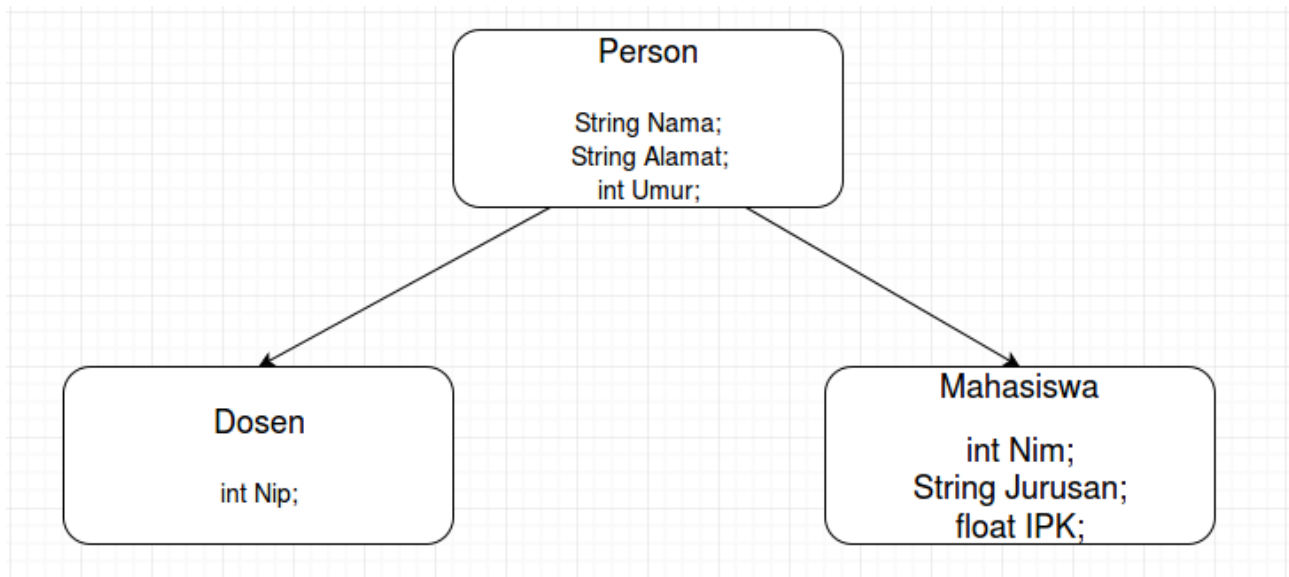 Person
String Nama;
String Alamat;
int Umur;
Dosen
int Nip;
Mahasiswa
int Nim;
String Jurusan;
float IPK;